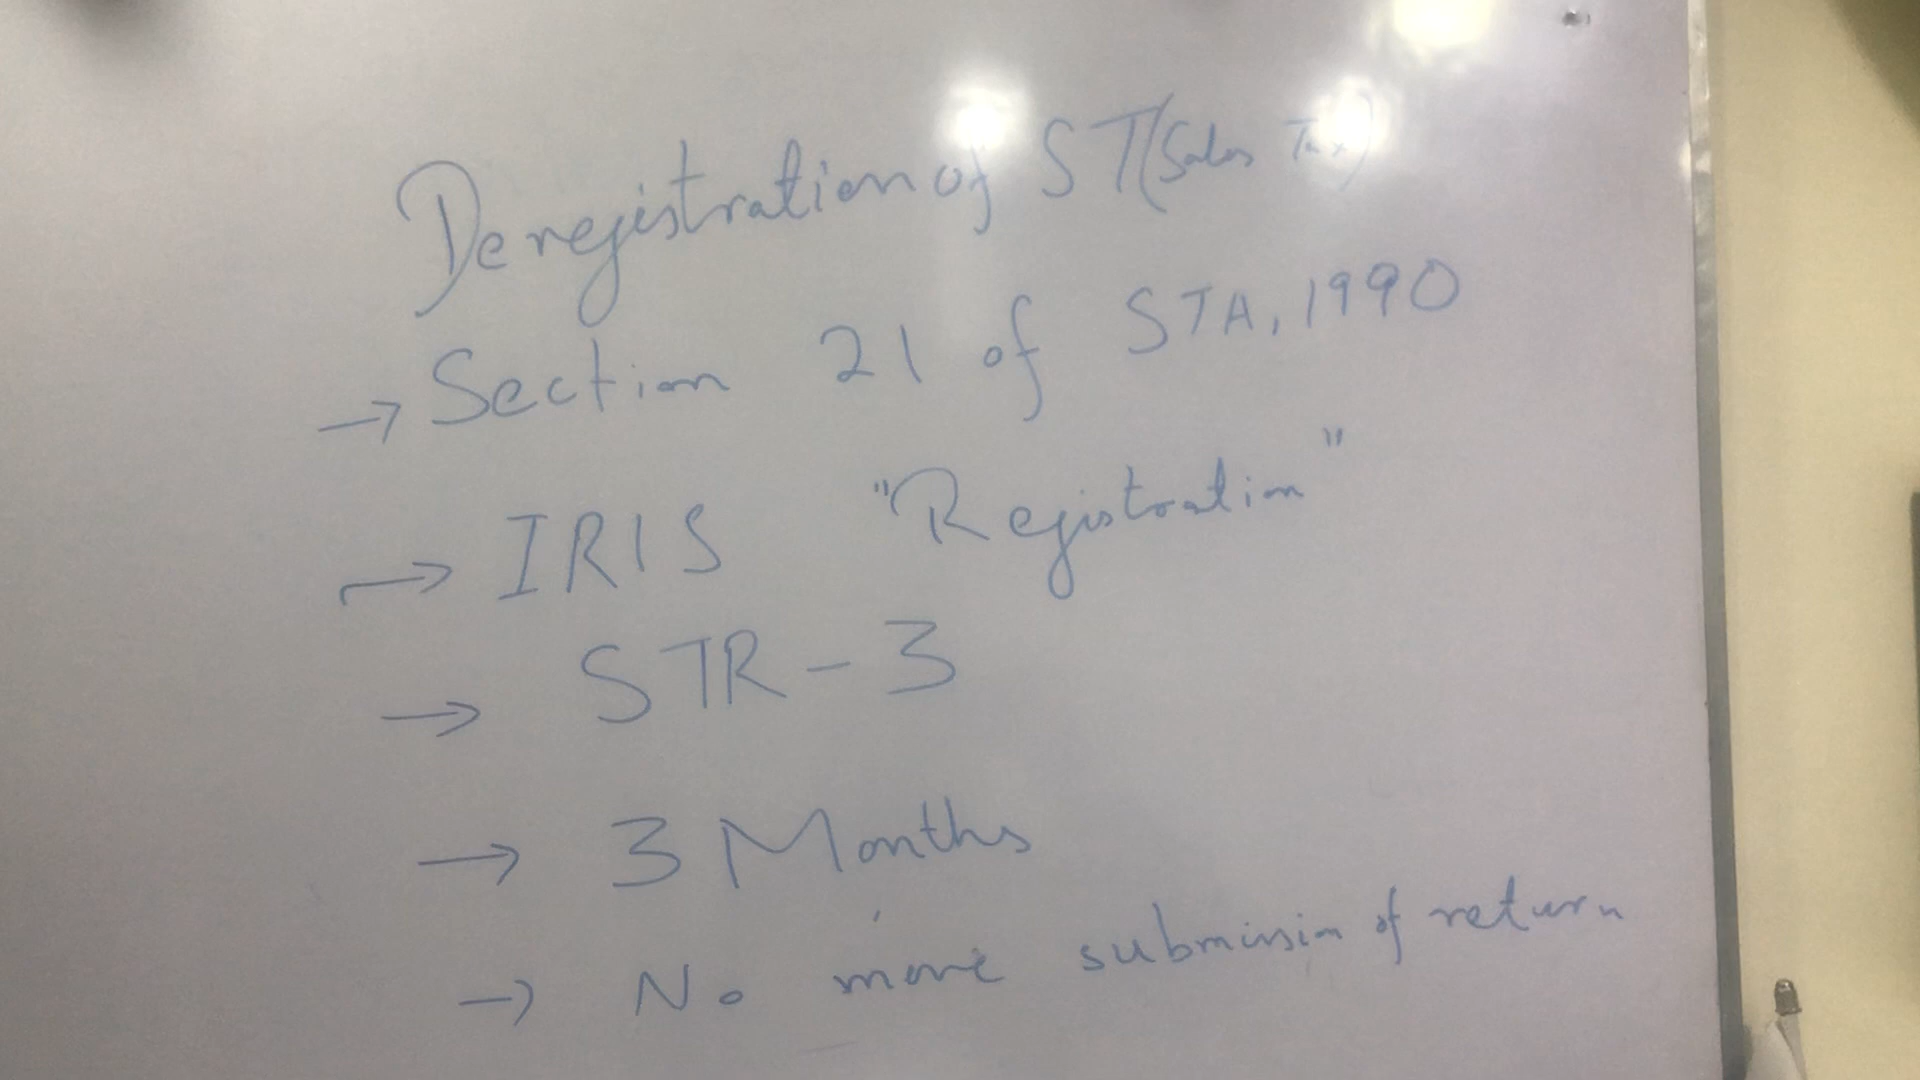 Deregistration of ST (Sales Tax)
→ Section 21 of STA, 1990
→ IRIS "Registration"
→ STR-3
→ 3 Months
→ No more submission of return